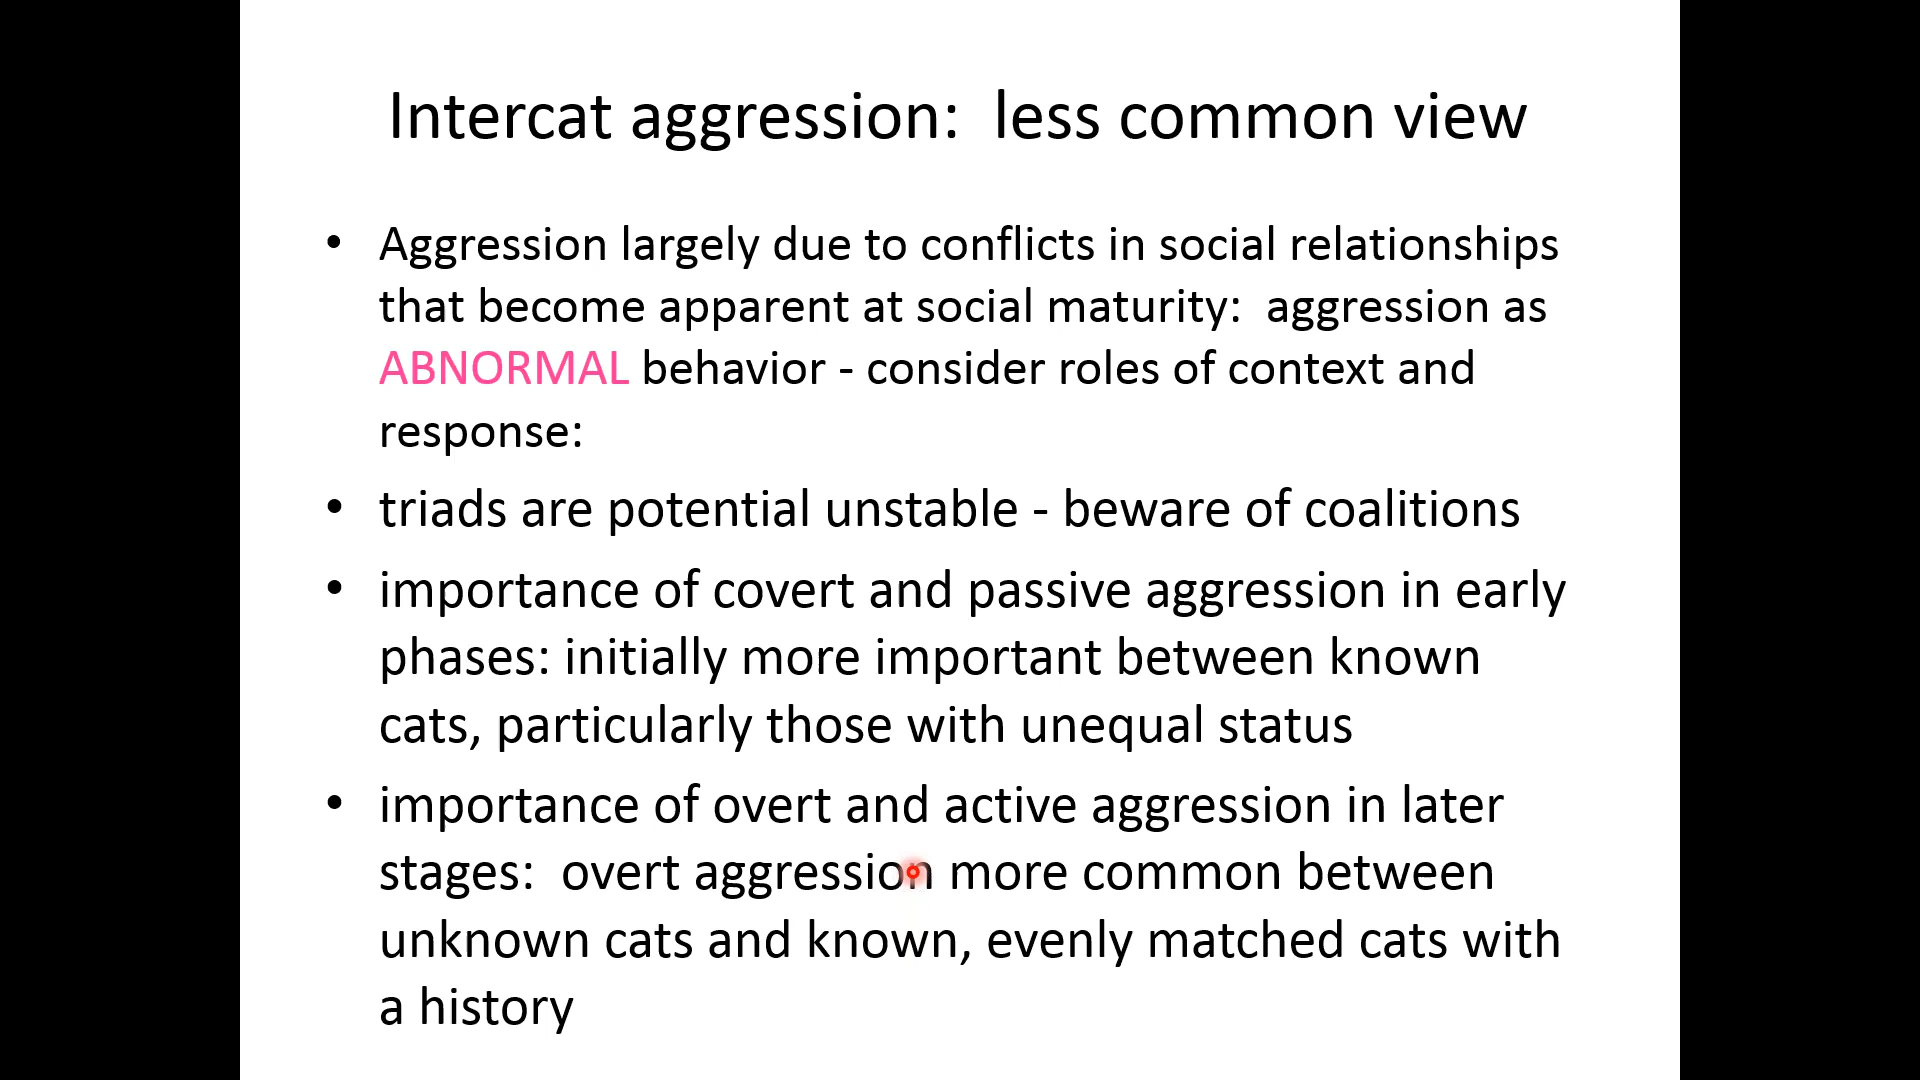 Intercat aggression:  less common view
• Aggression largely due to conflicts in social relationships
that become apparent at social maturity:  aggression as
ABNORMAL behavior - consider roles of context and
response:
• triads are potential unstable - beware of coalitions
• importance of covert and passive aggression in early
phases: initially more important between known
cats, particularly those with unequal status
• importance of overt and active aggression in later
stages:  overt aggression more common between
unknown cats and known, evenly matched cats with
a history